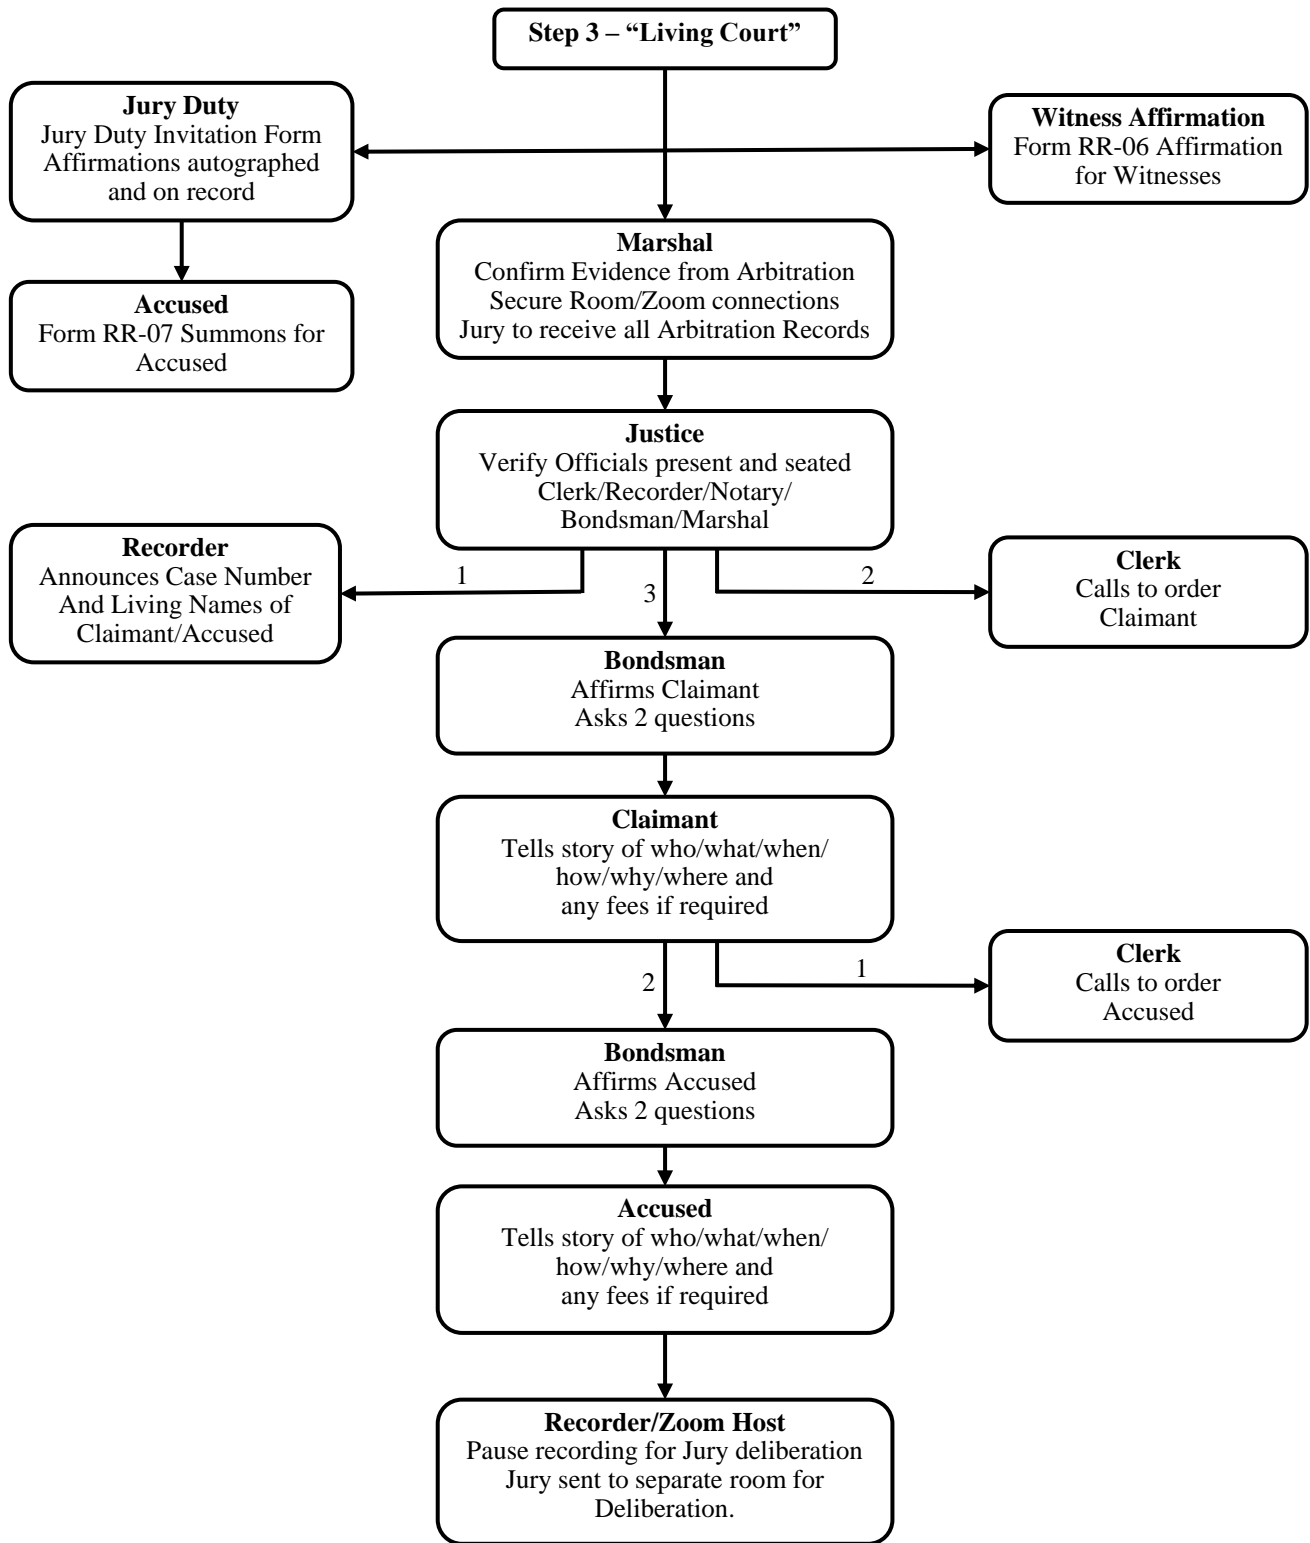 Step 3 – “Living Court”
Jury Duty
Jury Duty Invitation Form
Affirmations autographed
and on record
Witness Affirmation
Form RR-06 Affirmation
for Witnesses
Accused
Form RR-07 Summons for
Accused
Marshal
Confirm Evidence from Arbitration
Secure Room/Zoom connections
Jury to receive all Arbitration Records
Justice
Verify Officials present and seated
Clerk/Recorder/Notary/
Bondsman/Marshal
Recorder
Announces Case Number
And Living Names of
Claimant/Accused
1
3
2
Clerk
Calls to order
Claimant
Bondsman
Affirms Claimant
Asks 2 questions
Claimant
Tells story of who/what/when/
how/why/where and
any fees if required
2
1
Clerk
Calls to order
Accused
Bondsman
Affirms Accused
Asks 2 questions
Accused
Tells story of who/what/when/
how/why/where and
any fees if required
Recorder/Zoom Host
Pause recording for Jury deliberation
Jury sent to separate room for
Deliberation.